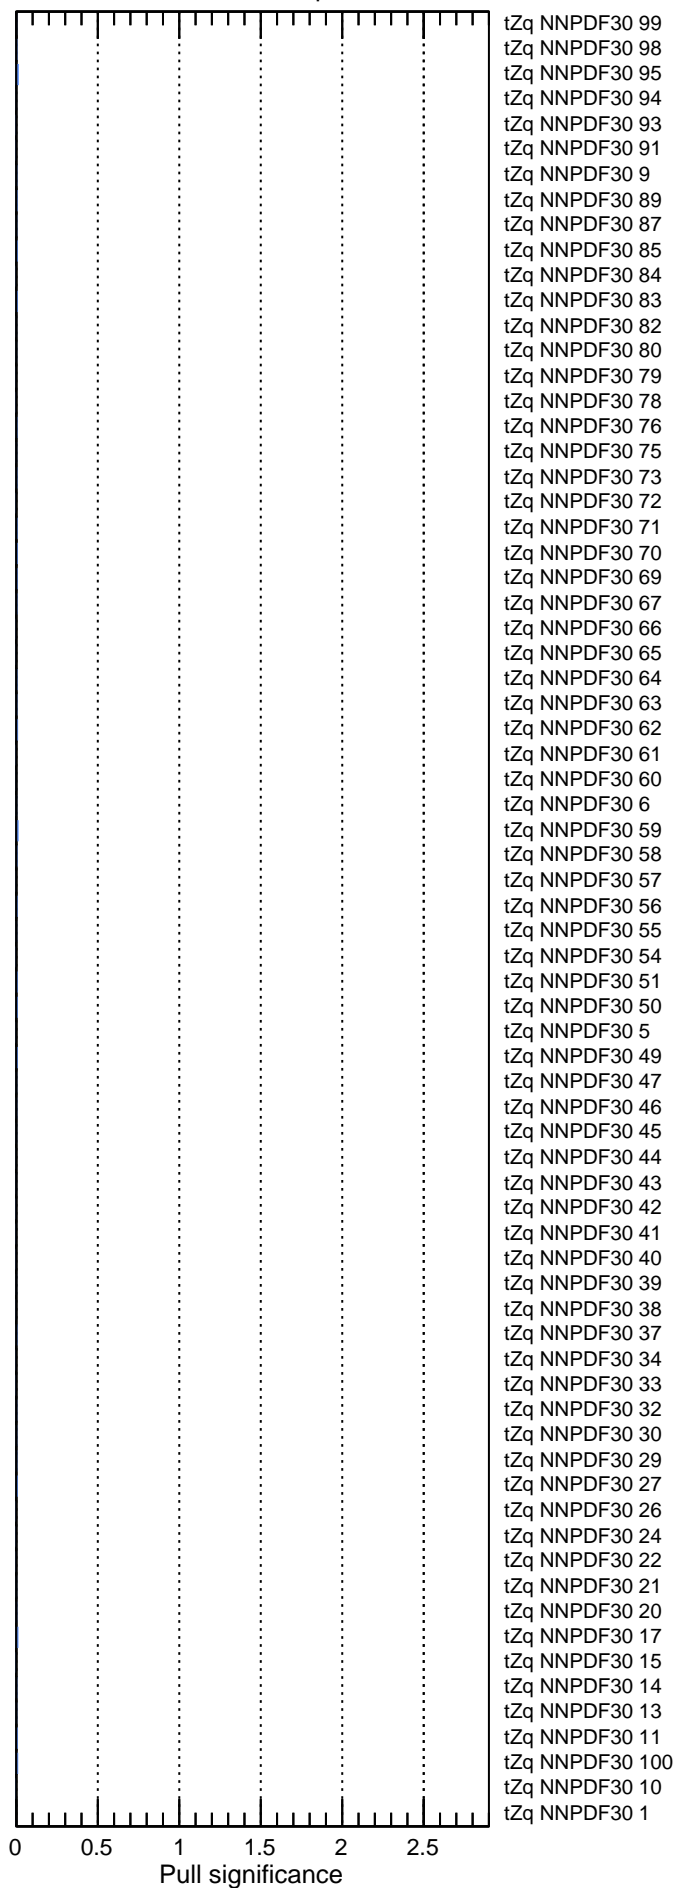 tZq NNPDF30 99
tZq NNPDF30 98
tZq NNPDF30 95
tZq NNPDF30 94
tZq NNPDF30 93
tZq NNPDF30 91
tZq NNPDF30 9
tZq NNPDF30 89
tZq NNPDF30 87
tZq NNPDF30 85
tZq NNPDF30 84
tZq NNPDF30 83
tZq NNPDF30 82
tZq NNPDF30 80
tZq NNPDF30 79
tZq NNPDF30 78
tZq NNPDF30 76
tZq NNPDF30 75
tZq NNPDF30 73
tZq NNPDF30 72
tZq NNPDF30 71
tZq NNPDF30 70
tZq NNPDF30 69
tZq NNPDF30 67
tZq NNPDF30 66
tZq NNPDF30 65
tZq NNPDF30 64
tZq NNPDF30 63
tZq NNPDF30 62
tZq NNPDF30 61
tZq NNPDF30 60
tZq NNPDF30 6
tZq NNPDF30 59
tZq NNPDF30 58
tZq NNPDF30 57
tZq NNPDF30 56
tZq NNPDF30 55
tZq NNPDF30 54
tZq NNPDF30 51
tZq NNPDF30 50
tZq NNPDF30 5
tZq NNPDF30 49
tZq NNPDF30 47
tZq NNPDF30 46
tZq NNPDF30 45
tZq NNPDF30 44
tZq NNPDF30 43
tZq NNPDF30 42
tZq NNPDF30 41
tZq NNPDF30 40
tZq NNPDF30 39
tZq NNPDF30 38
tZq NNPDF30 37
tZq NNPDF30 34
tZq NNPDF30 33
tZq NNPDF30 32
tZq NNPDF30 30
tZq NNPDF30 29
tZq NNPDF30 27
tZq NNPDF30 26
tZq NNPDF30 24
tZq NNPDF30 22
tZq NNPDF30 21
tZq NNPDF30 20
tZq NNPDF30 17
tZq NNPDF30 15
tZq NNPDF30 14
tZq NNPDF30 13
tZq NNPDF30 11
tZq NNPDF30 100
tZq NNPDF30 10
tZq NNPDF30 1
0 0.5 1 1.5 2 2.5
Pull significance